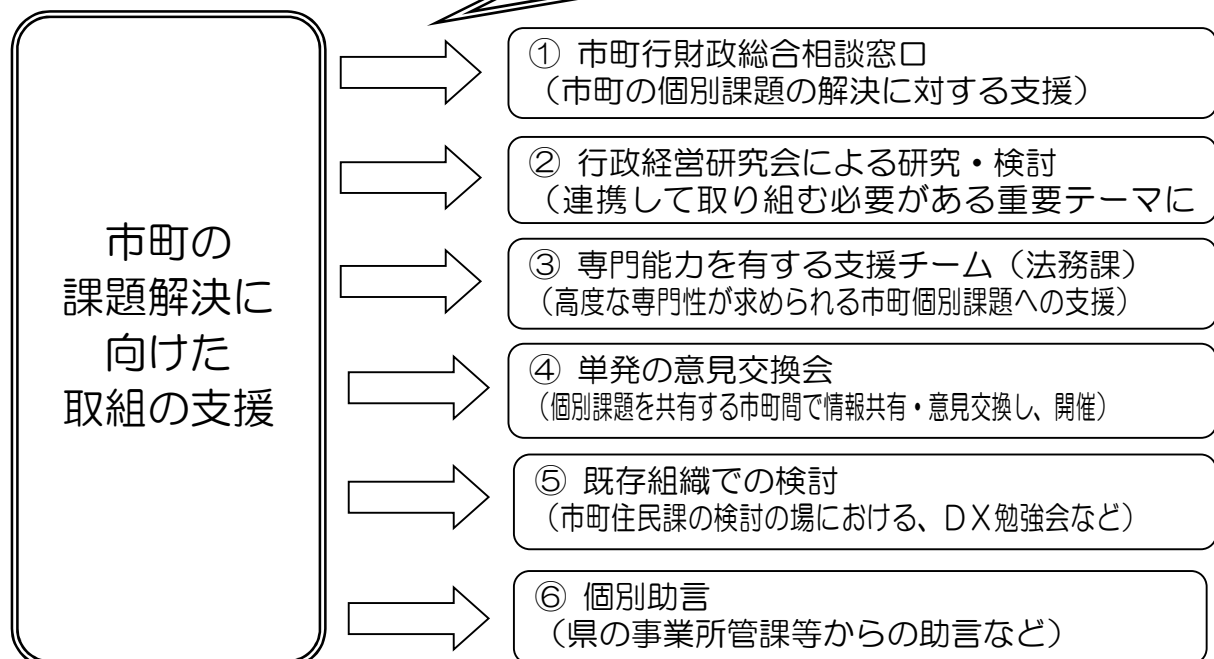 市町の
課題解決に
向けた
取組の支援
① 市町行財政総合相談窓口
（市町の個別課題の解決に対する支援）
② 行政経営研究会による研究・検討
（連携して取り組む必要がある重要テーマに
③ 専門能力を有する支援チーム（法務課）
（高度な専門性が求められる市町個別課題への支援）
④ 単発の意見交換会
（個別課題を共有する市町間で情報共有・意見交換し、開催）
⑤ 既存組織での検討
（市町住民課の検討の場における、ＤＸ勉強会など）
⑥ 個別助言
（県の事業所管課等からの助言など）